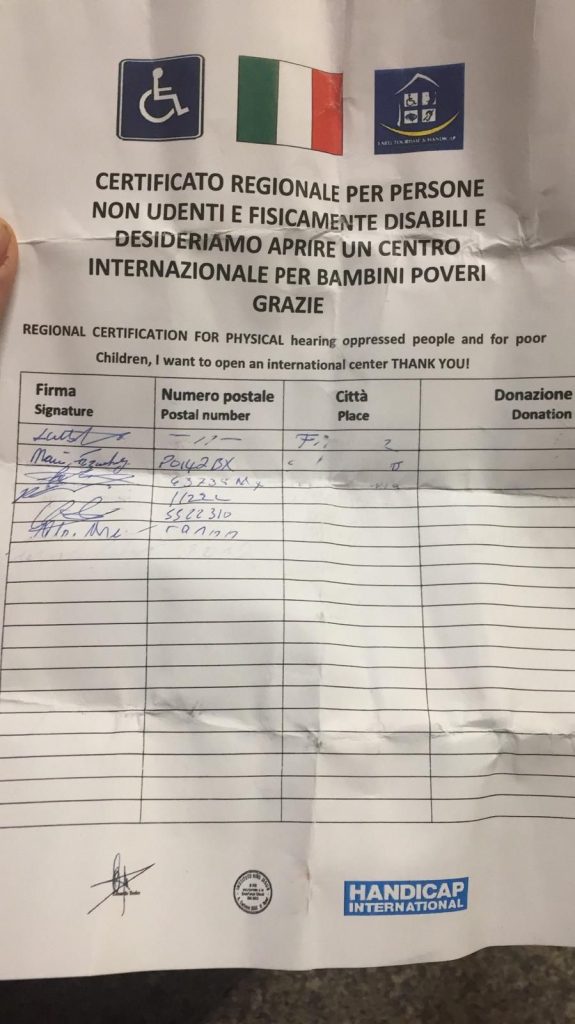 CERTIFICATO REGIONALE PER PERSONE
NON UDENTI E FISICAMENTE DISABILI E
DESIDERIAMO APRIRE UN CENTRO
INTERNAZIONALE PER BAMBINI POVERI
GRAZIE
REGIONAL CERTIFICATION FOR PHYSICAL hearing oppressed people and for poor
Children, I want to open an international center THANK YOU!
Firma Numero postale Città Donazione
Signature Postal number Place Donation
P0142BX
HANDICAP
INTERNATIONAL